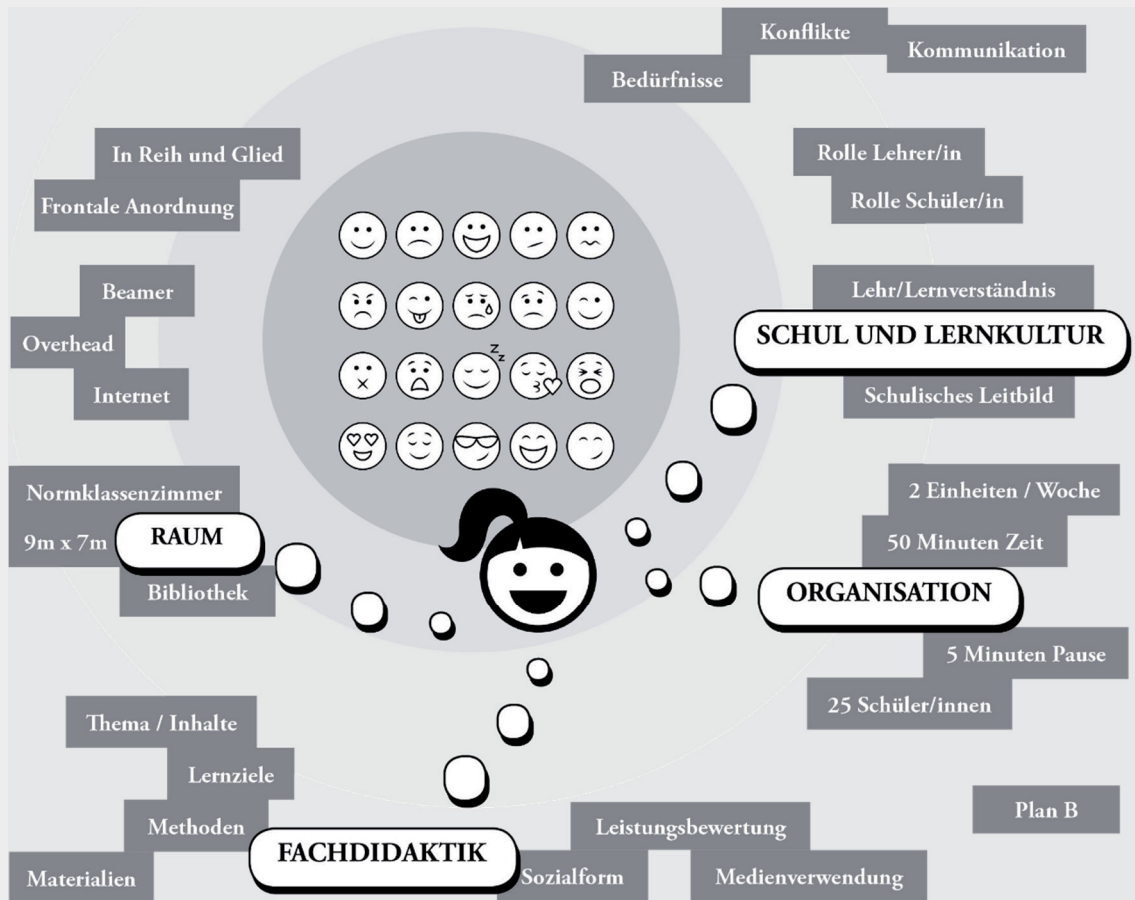 Konflikte
Kommunikation
Bedürfnisse
In Reih und Glied
Rolle Lehrer/in
Frontale Anordnung
Rolle Schüler/in
Beamer
Lehr/Lernverständnis
Overhead
SCHUL UND LERNKULTUR
Internet
Schulisches Leitbild
z
z
Normklassenzimmer
2 Einheiten / Woche
9m x 7m
RAUM
50 Minuten Zeit
Bibliothek
ORGANISATION
5 Minuten Pause
25 Schüler/innen
Thema / Inhalte
Lernziele
Methoden
Plan B
Leistungsbewertung
FACHDIDAKTIK
Materialien
Sozialform
Medienverwendung